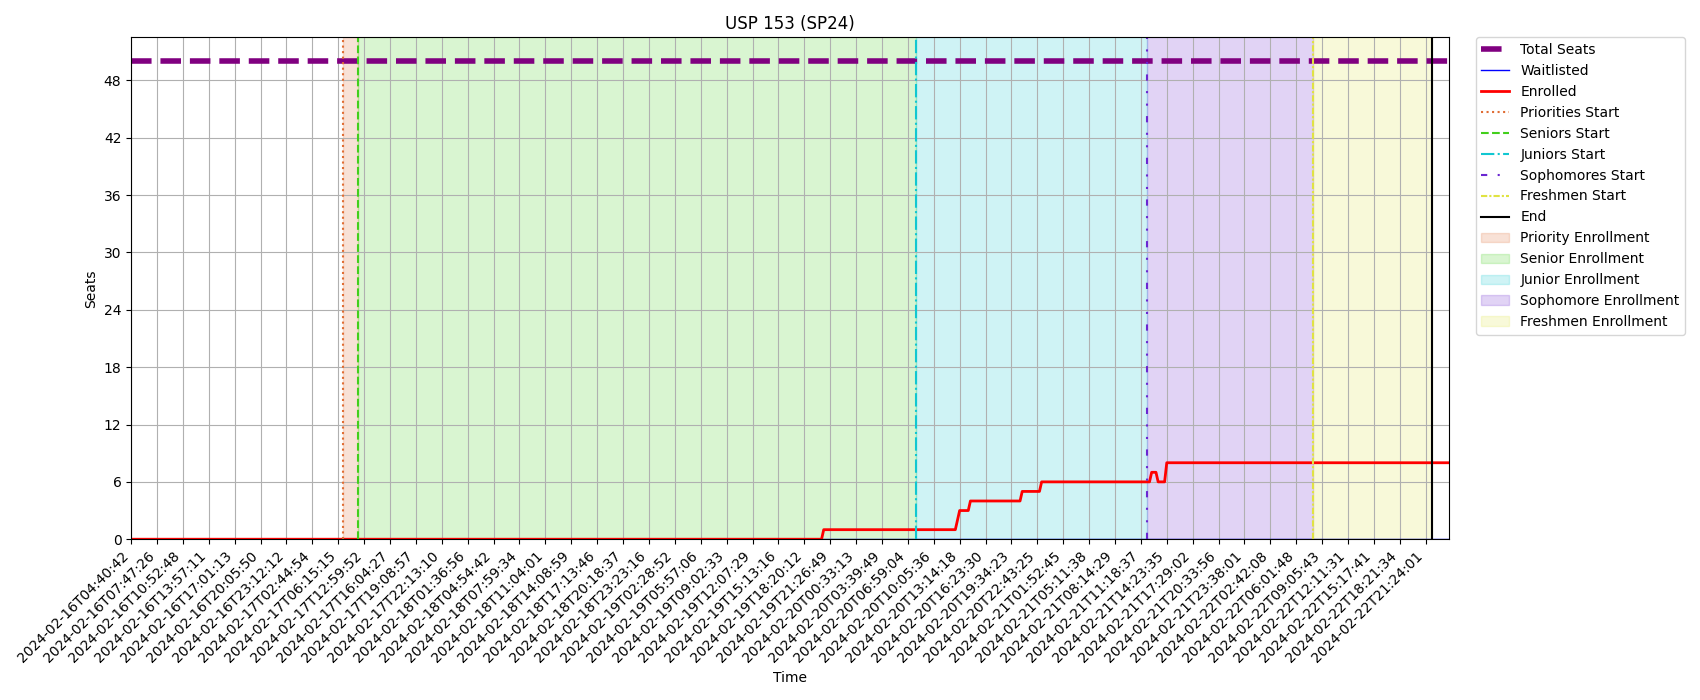 USP 153 (SP24)
Total Seats
Waitlisted
Enrolled
Priorities Start
Seniors Start
Juniors Start
Sophomores Start
Freshmen Start
End
Priority Enrollment
Senior Enrollment
Junior Enrollment
Sophomore Enrollment
Freshmen Enrollment
Seats
48
42
36
30
24
18
12
6
0
2024-02-16T04:40:42
2024-02-16T07:47:26
2024-02-16T10:52:48
2024-02-16T13:57:11
2024-02-16T17:01:13
2024-02-16T20:05:50
2024-02-16T23:12:12
2024-02-17T02:44:54
2024-02-17T06:15:15
2024-02-17T12:59:52
2024-02-17T16:04:27
2024-02-17T19:08:57
2024-02-17T22:13:10
2024-02-18T01:36:56
2024-02-18T04:54:42
2024-02-18T07:59:34
2024-02-18T11:04:01
2024-02-18T14:08:59
2024-02-18T17:13:46
2024-02-18T20:18:37
2024-02-18T23:23:16
2024-02-19T02:28:52
2024-02-19T05:57:06
2024-02-19T09:02:33
2024-02-19T12:07:29
2024-02-19T15:13:16
2024-02-19T18:20:12
2024-02-19T21:26:49
2024-02-20T00:33:13
2024-02-20T03:39:49
2024-02-20T06:59:04
2024-02-20T10:05:36
2024-02-20T13:14:18
2024-02-20T16:23:30
2024-02-20T19:34:23
2024-02-20T22:43:25
2024-02-21T01:52:45
2024-02-21T05:11:38
2024-02-21T08:14:29
2024-02-21T11:18:37
2024-02-21T14:23:35
2024-02-21T17:29:02
2024-02-21T20:33:56
2024-02-21T23:38:01
2024-02-22T02:42:08
2024-02-22T06:01:48
2024-02-22T09:05:43
2024-02-22T12:11:31
2024-02-22T15:17:41
2024-02-22T18:21:34
2024-02-22T21:24:01
Time